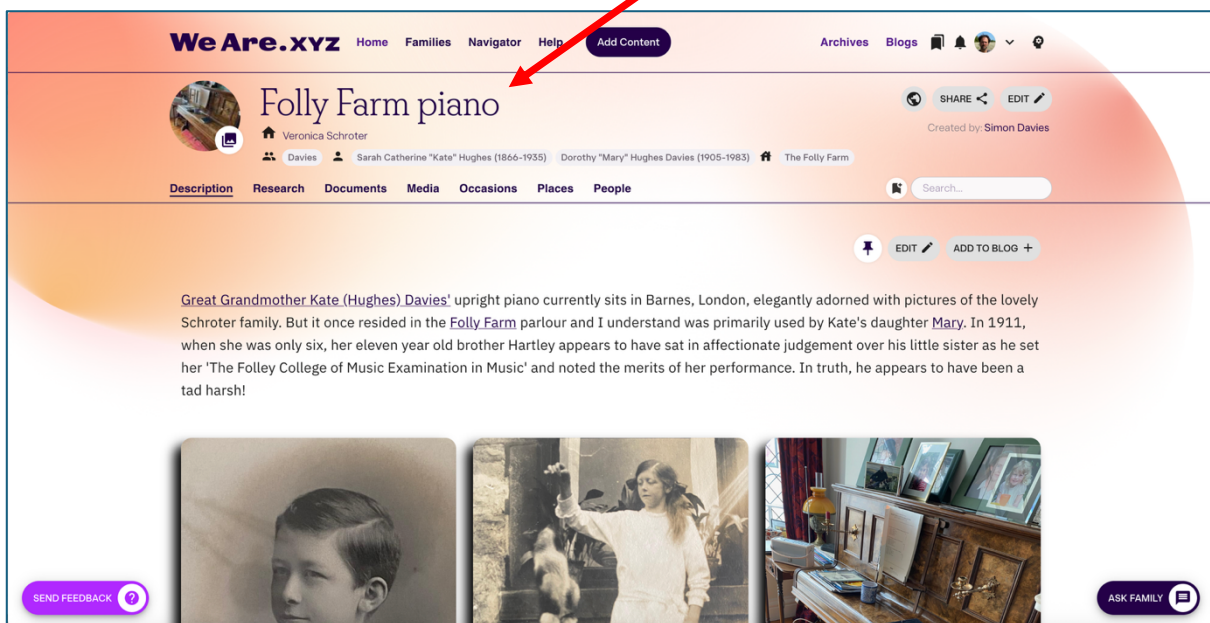 We Are.xyz Home Families Navigator Help Add Content Archives Blogs
Folly Farm piano
SHARE EDIT
Veronica Schroter
Created by: Simon Davies
Davies Sarah Catherine "Kate" Hughes (1866-1935) Dorothy "Mary" Hughes Davies (1905-1983) The Folly Farm
Description Research Documents Media Occasions Places People Search...
EDIT ADD TO BLOG +
Great Grandmother Kate (Hughes) Davies' upright piano currently sits in Barnes, London, elegantly adorned with pictures of the lovely
Schroter family. But it once resided in the Folly Farm parlour and I understand was primarily used by Kate's daughter Mary. In 1911,
when she was only six, her eleven year old brother Hartley appears to have sat in affectionate judgement over his little sister as he set
her 'The Folley College of Music Examination in Music' and noted the merits of her performance. In truth, he appears to have been a
tad harsh!
SEND FEEDBACK ?
ASK FAMILY